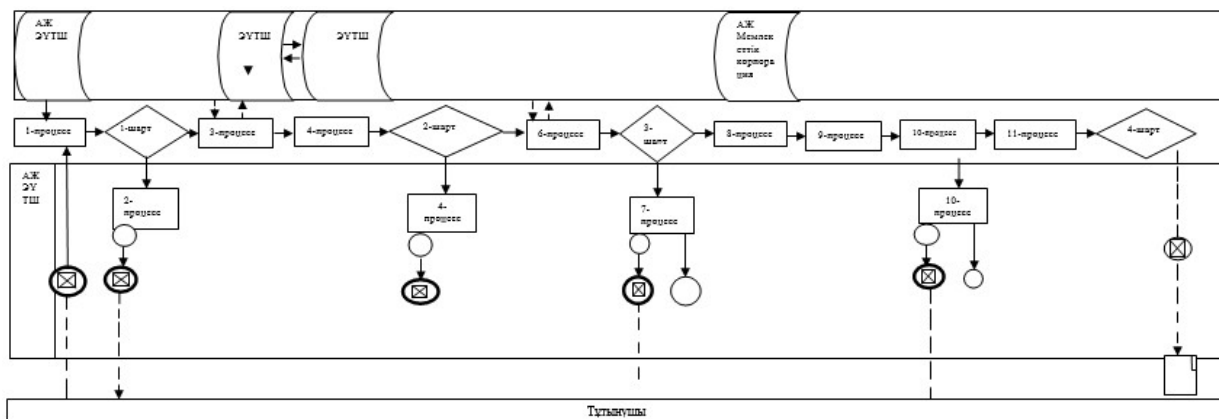 АЖ
ЭҮТШ
ЭҮТШ
ЭҮТШ
АЖ
Мемлек
еттік
корпора
ция
1-процесс
1-шарт
3-процесс
4-процесс
2-шарт
6-процесс
3-
шарт
8-процесс
9-процесс
10-процесс
11-процесс
4-шарт
АЖ
ЭҮ
ТШ
2-
процесс
4-
процесс
7-
процесс
10-
процесс
Тұтынушы